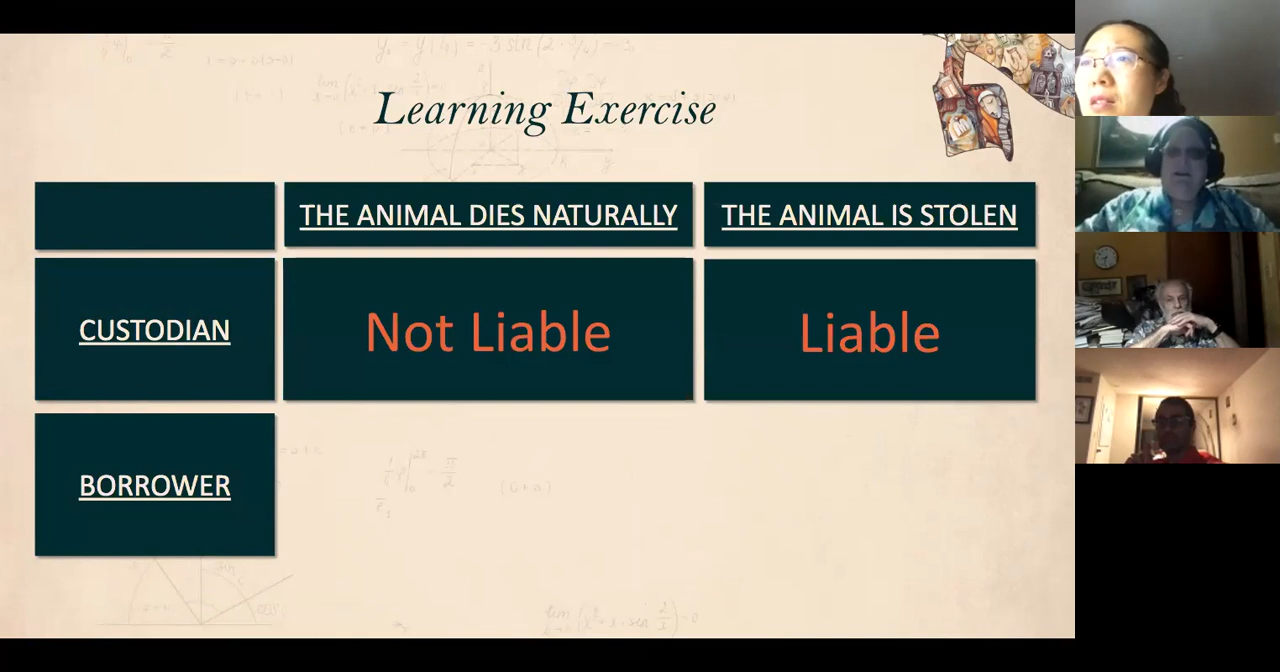 Learning Exercise
THE ANIMAL DIES NATURALLY
THE ANIMAL IS STOLEN
CUSTODIAN
Not Liable
Liable
BORROWER